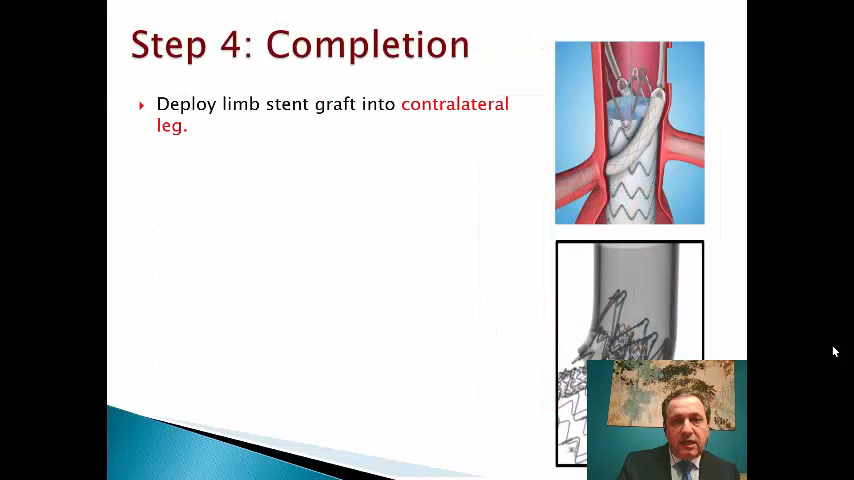 Step 4: Completion
Deploy limb stent graft into contralateral
leg.